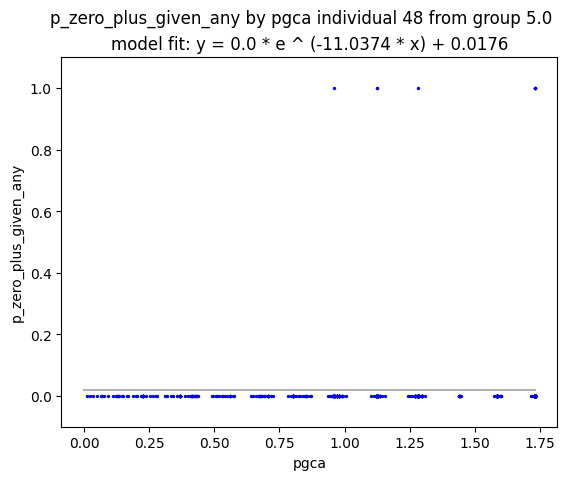 p_zero_plus_given_any by pgca individual 48 from group 5.0
model fit: y = 0.0 * e ^ (-11.0374 * x) + 0.0176
1.0
0.8
0.6
0.4
0.2
0.0
p_zero_plus_given_any
0.00 0.25 0.50 0.75 1.00 1.25 1.50 1.75
pgca